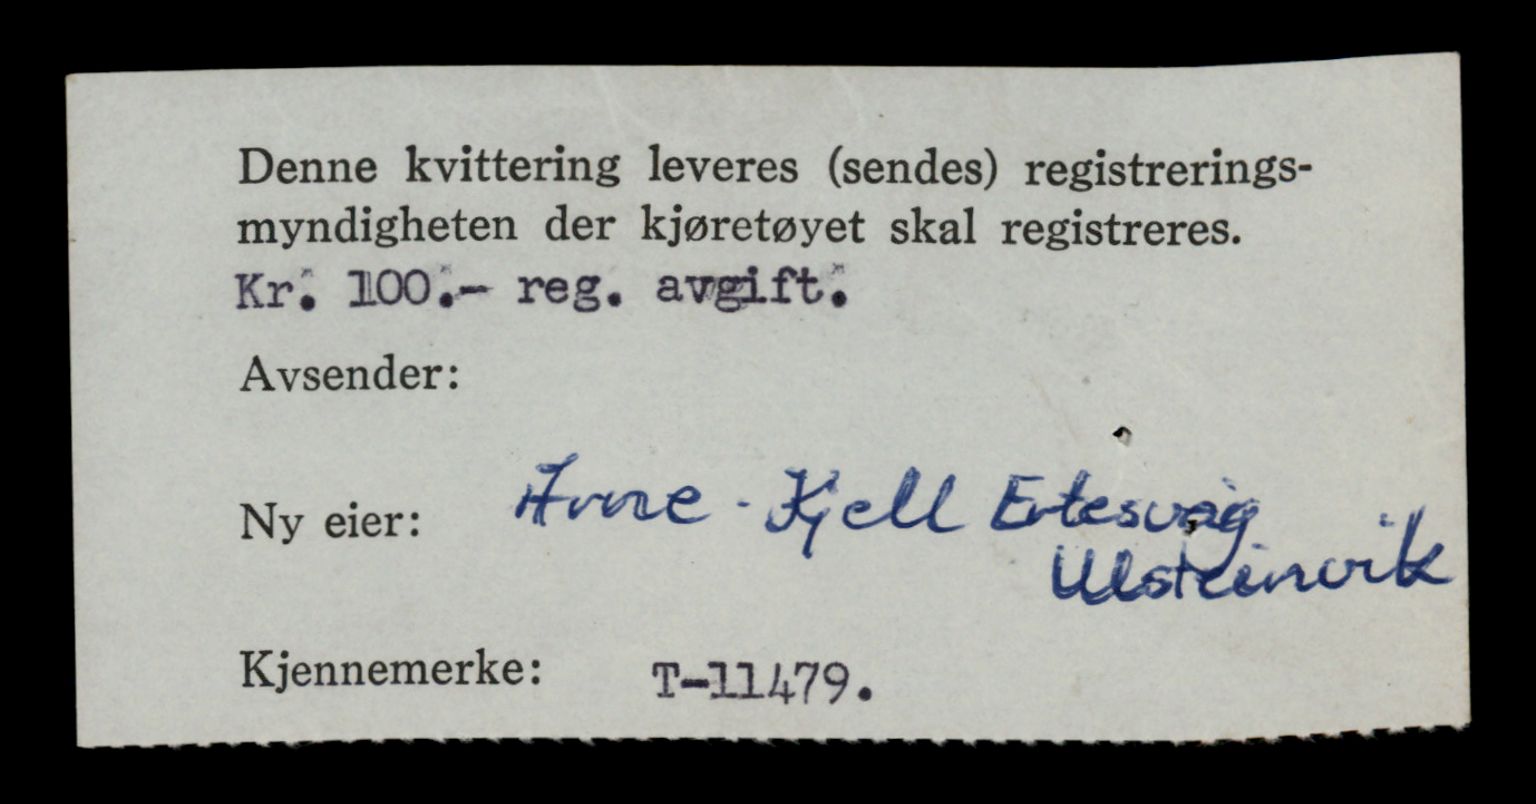 Denne kvittering leveres (sendes) registrerings-
myndigheten der kjøretøyet skal registreres.
Kr. 100.- reg. avgift.
Avsender:
Ny eier: Arne - Kjell Ertesvåg
Ulsteinvik
Kjennemerke: T-11479.